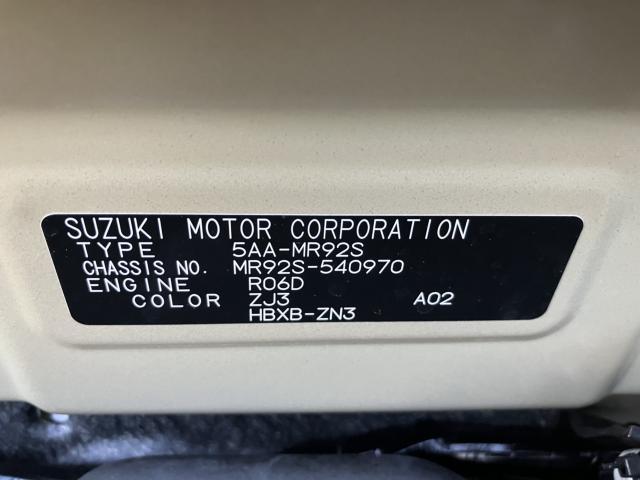 SUZUKI MOTOR CORPORATION
TYPE 5AA-MR92S
CHASSIS NO. MR92S-540970
ENGINE R06D
COLOR ZJ3 A02
HBXB-ZN3